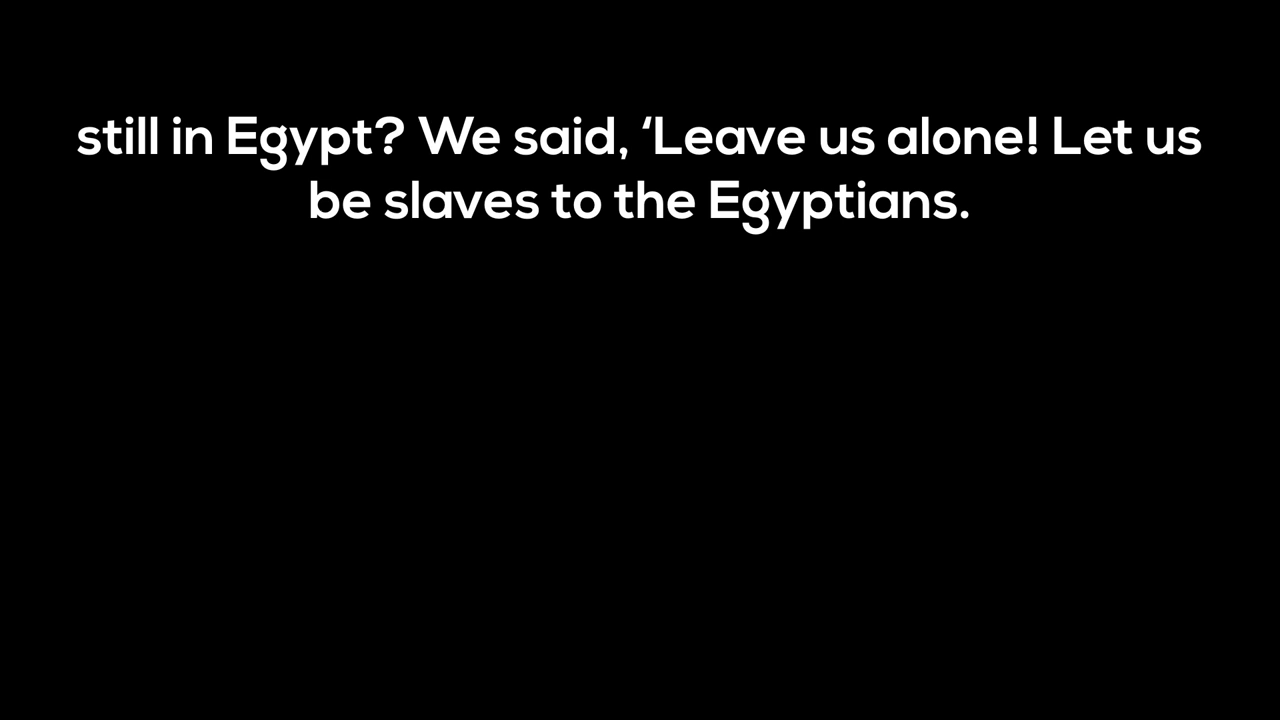 still in Egypt? We said, ‘Leave us alone! Let us
be slaves to the Egyptians.